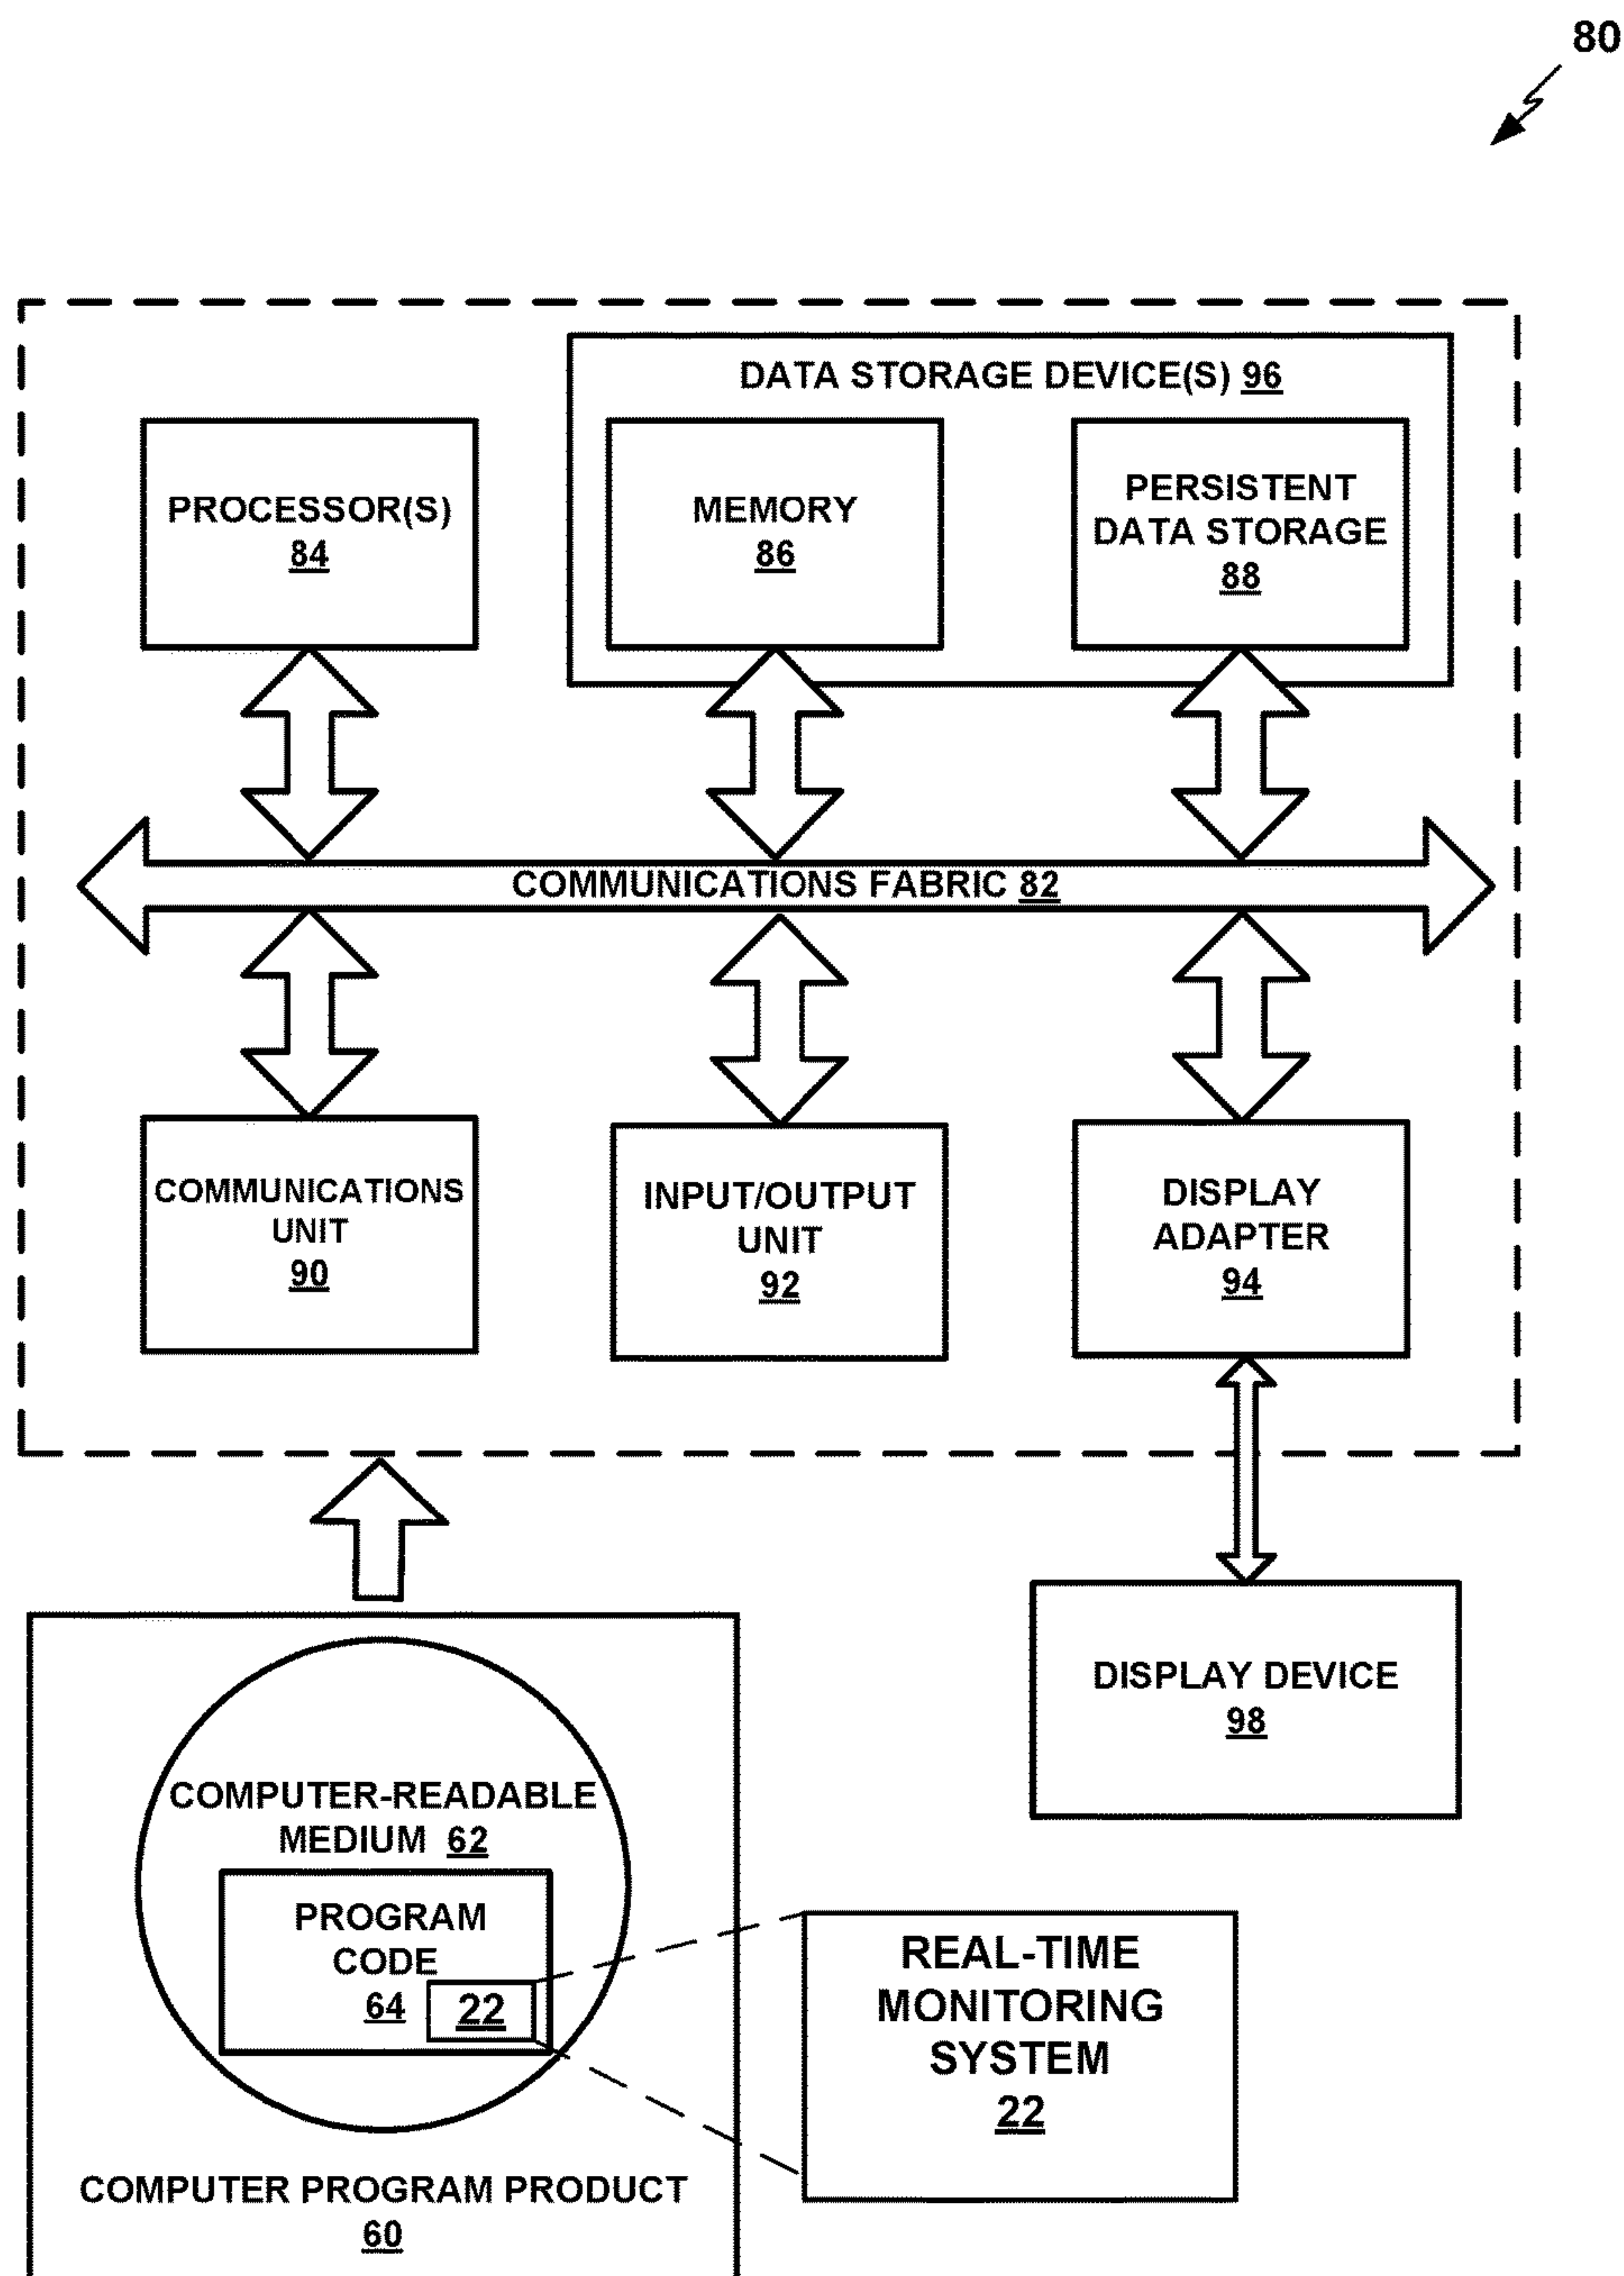 80
DATA STORAGE DEVICE(S) 96
PROCESSOR(S)
84
MEMORY
86
PERSISTENT
DATA STORAGE
88
COMMUNICATIONS FABRIC 82
COMMUNICATIONS
UNIT
90
INPUT/OUTPUT
UNIT
92
DISPLAY
ADAPTER
94
DISPLAY DEVICE
98
COMPUTER-READABLE
MEDIUM 62
PROGRAM
CODE
64
22
REAL-TIME
MONITORING
SYSTEM
22
COMPUTER PROGRAM PRODUCT
60